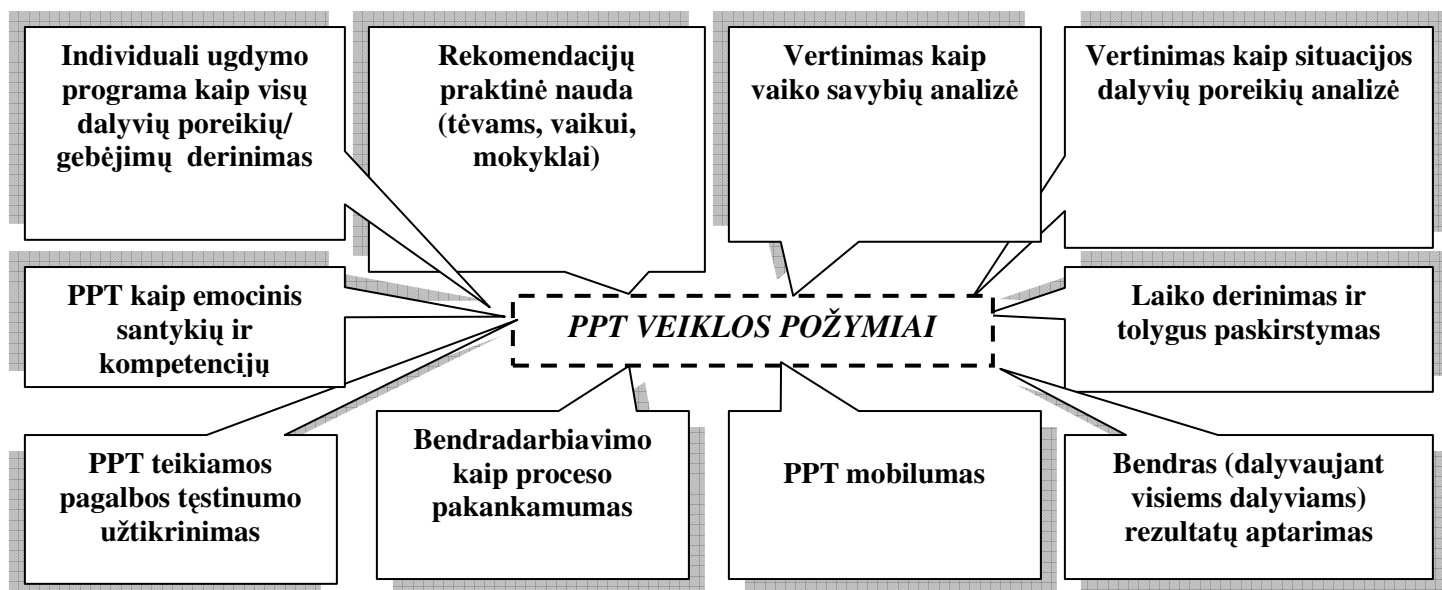 Individuali ugdymo
programa kaip visų
dalyvių poreikių/
gebėjimų derinimas
Rekomendacijų
praktinė nauda
(tėvams, vaikui,
mokyklai)
Vertinimas kaip
vaiko savybių analizė
Vertinimas kaip situacijos
dalyvių poreikių analizė
PPT kaip emocinis
santykių ir
kompetencijų
PPT VEIKLOS POŽYMIAI
Laiko derinimas ir
tolygus paskirstymas
PPT teikiamos
pagalbos tęstinumo
užtikrinimas
Bendradarbiavimo
kaip proceso
pakankamumas
PPT mobilumas
Bendras (dalyvaujant
visiems dalyviams)
rezultatų aptarimas